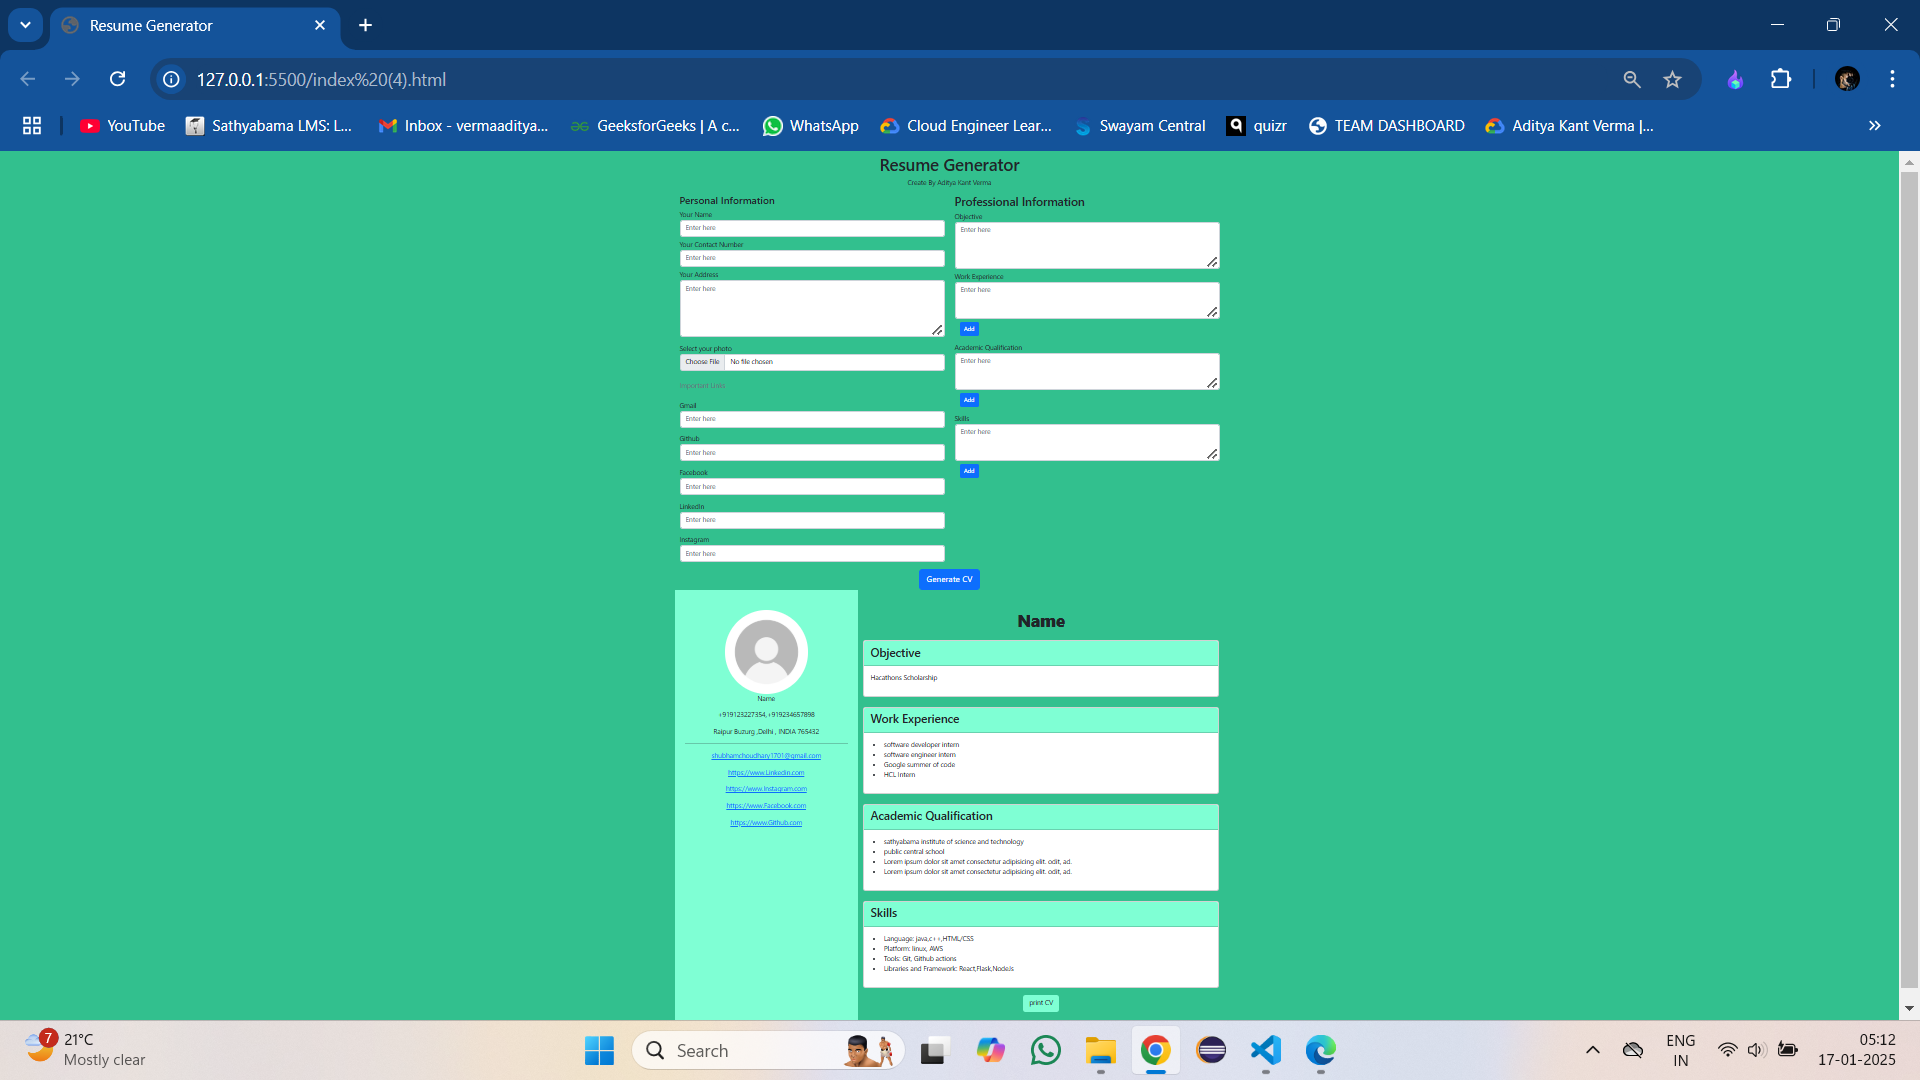 Resume Generator
127.0.0.1:5500/index%20(4).html
YouTube
Sathyabama LMS: L...
Inbox - vermaaditya...
GeeksforGeeks | A c...
WhatsApp
Cloud Engineer Lear...
Swayam Central
quizr
TEAM DASHBOARD
Aditya Kant Verma |...
Resume Generator
Create By Aditya Kant Verma
Personal Information
Your Name
Enter here
Your Contact Number
Enter here
Your Address
Enter here
Select your photo
Choose File No file chosen
Important Links
Gmail
Enter here
Github
Enter here
Facebook
Enter here
LinkedIn
Enter here
Instagram
Enter here
Professional Information
Objective
Enter here
Work Experience
Enter here
Add
Academic Qualification
Enter here
Add
Skills
Enter here
Add
Generate CV
Name
+919123227354,+919234657898
Raipur Buzurg ,Delhi , INDIA 765432
shubhamchoudhary1701@gmail.com
https://www.Linkedin.com
https://www.Instagram.com
https://www.Facebook.com
https://www.Github.com
Name
Objective
Hacathons Scholarship
Work Experience
software developer intern
software engineer intern
Google summer of code
HCL Intern
Academic Qualification
sathyabama institute of science and technology
public central school
Lorem ipsum dolor sit amet consectetur adipisicing elit. odit, ad.
Lorem ipsum dolor sit amet consectetur adipisicing elit. odit, ad.
Skills
Language: java,c++,HTML/CSS
Platform: linux, AWS
Tools: Git, Github actions
Libraries and Framework: React,Flask,NodeJs
print CV
7
21°C
Mostly clear
Search
ENG
IN
05:12
17-01-2025